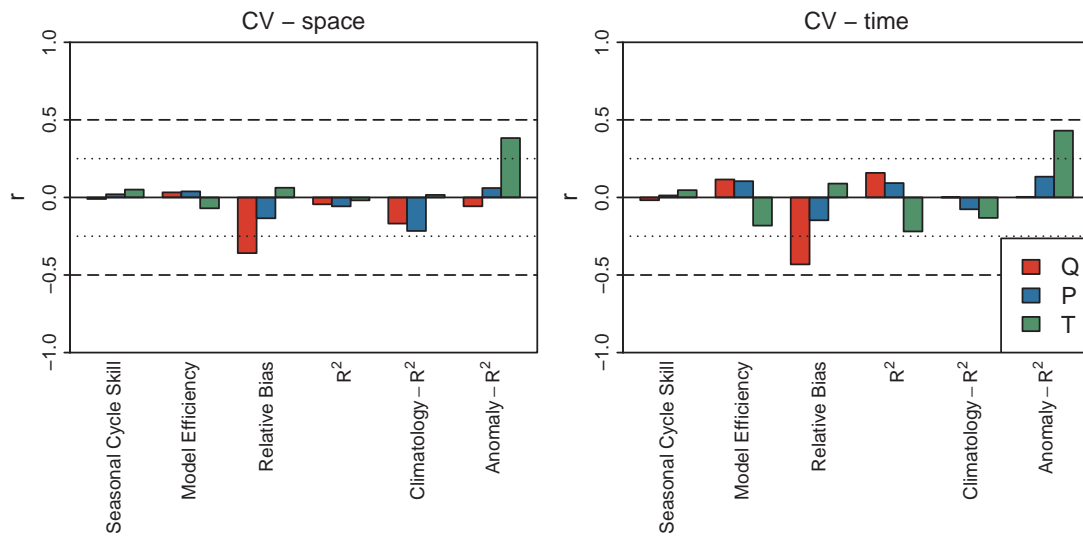 CV – space
r
1.0
0.5
0.0
−0.5
−1.0
Seasonal Cycle Skill
Model Efficiency
Relative Bias
R²
Climatology – R²
Anomaly – R²
CV – time
r
1.0
0.5
0.0
−0.5
−1.0
Seasonal Cycle Skill
Model Efficiency
Relative Bias
R²
Climatology – R²
Anomaly – R²
Q
P
T